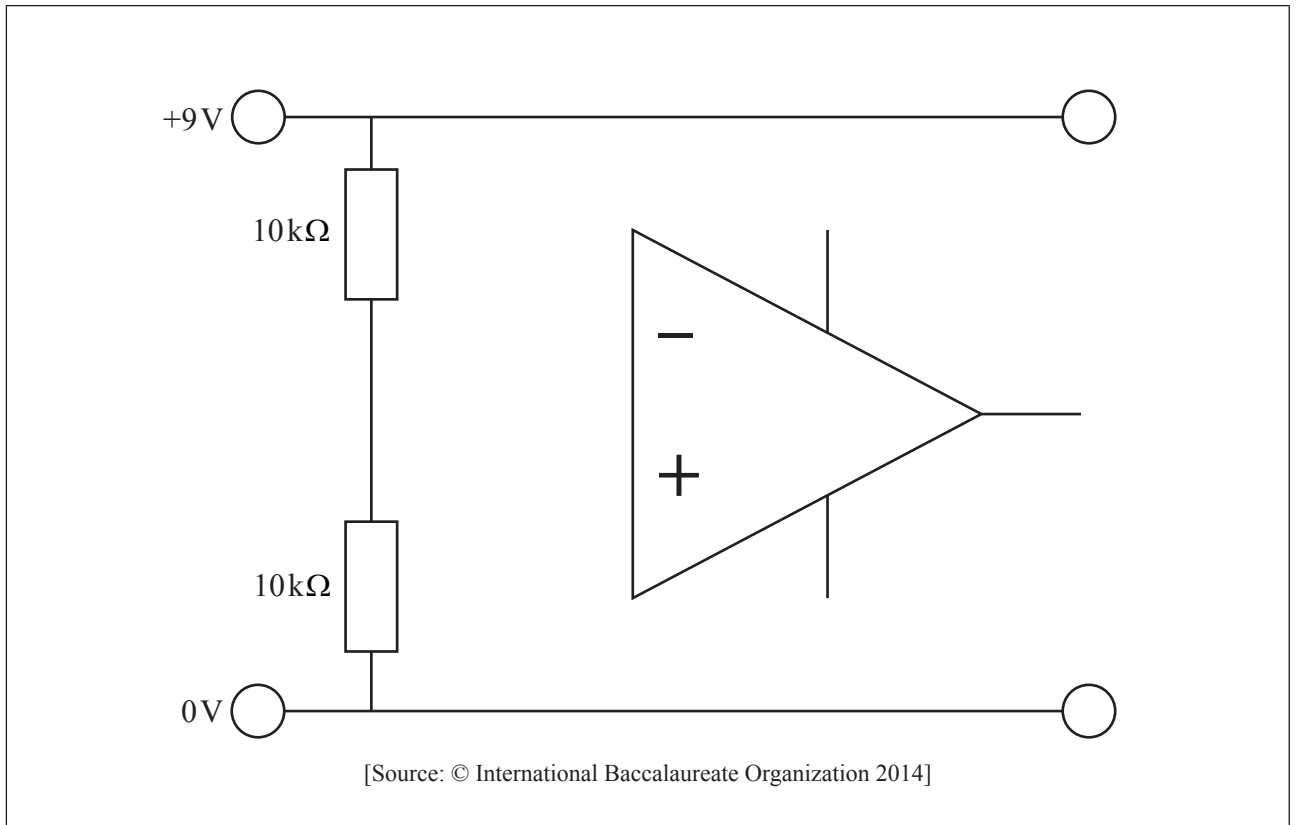 +9V
10kΩ
−
+
10kΩ
0V
[Source: © International Baccalaureate Organization 2014]